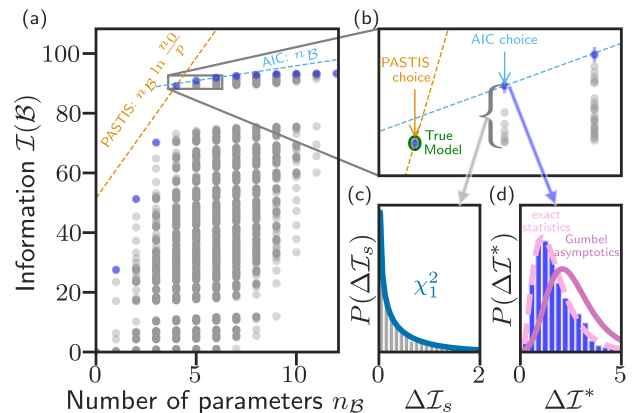 (a)
(b)
(c)
(d)
Information I(B)
100
80
60
40
20
0
0
5
10
Number of parameters n_B
PASTIS: n_B ln n_0/p
AIC: n_B
PASTIS
choice
AIC choice
True
Model
P(ΔI_s)
χ²₁
0
2
ΔI_s
P(ΔI*)
exact
statistics
Gumbel
asymptotics
0
5
ΔI*